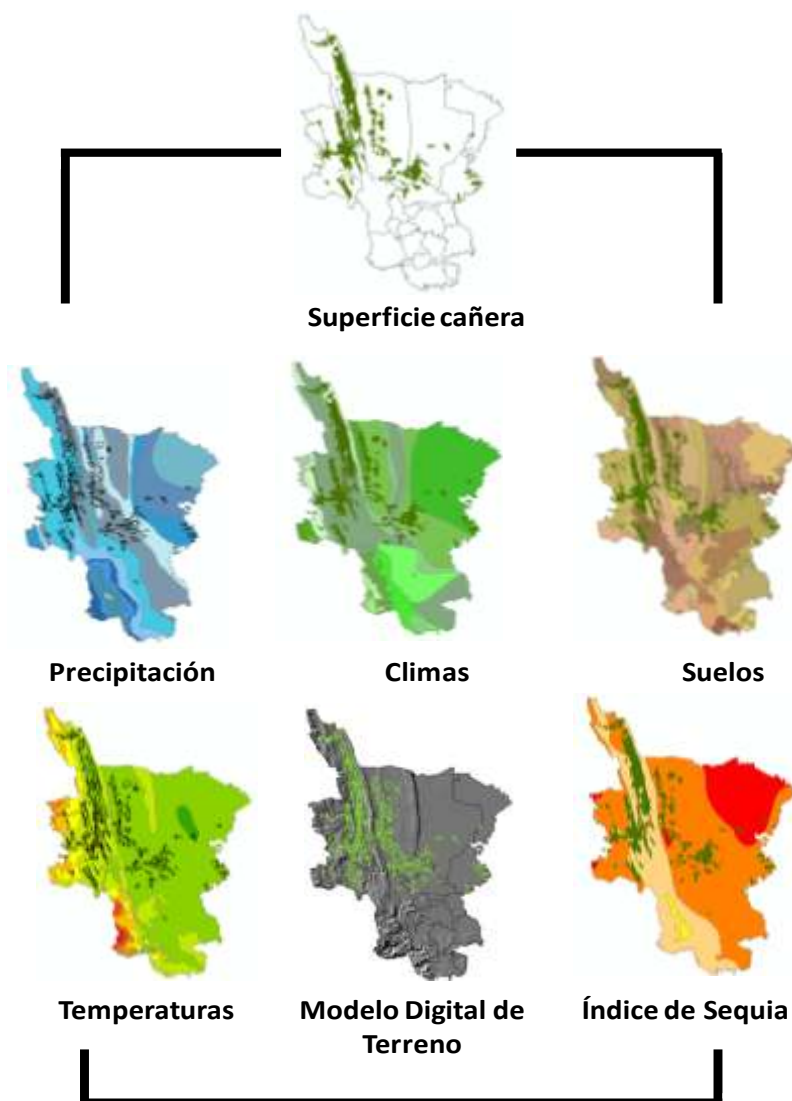 Superficie cañera
Precipitación
Climas
Suelos
Temperaturas
Modelo Digital de
Terreno
Índice de Sequia